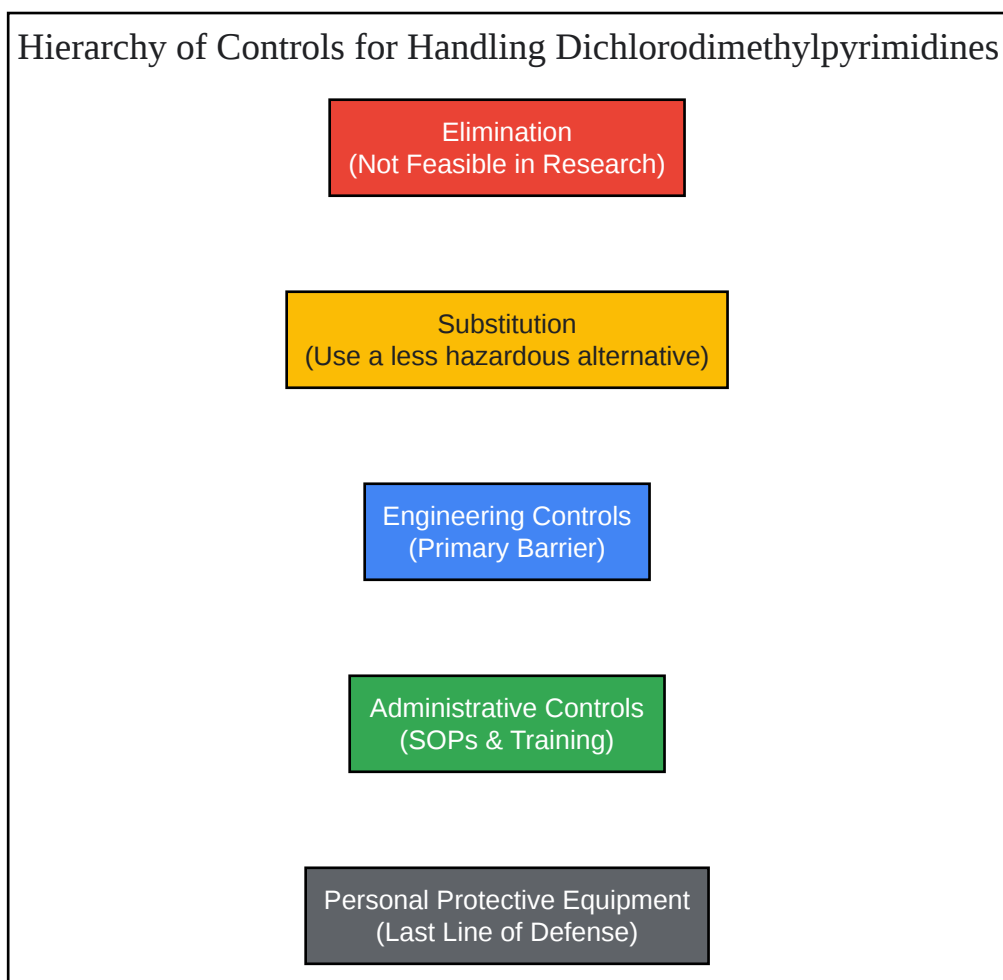 Hierarchy of Controls for Handling Dichlorodimethylpyrimidines
Elimination
(Not Feasible in Research)
Substitution
(Use a less hazardous alternative)
Engineering Controls
(Primary Barrier)
Administrative Controls
(SOPs & Training)
Personal Protective Equipment
(Last Line of Defense)